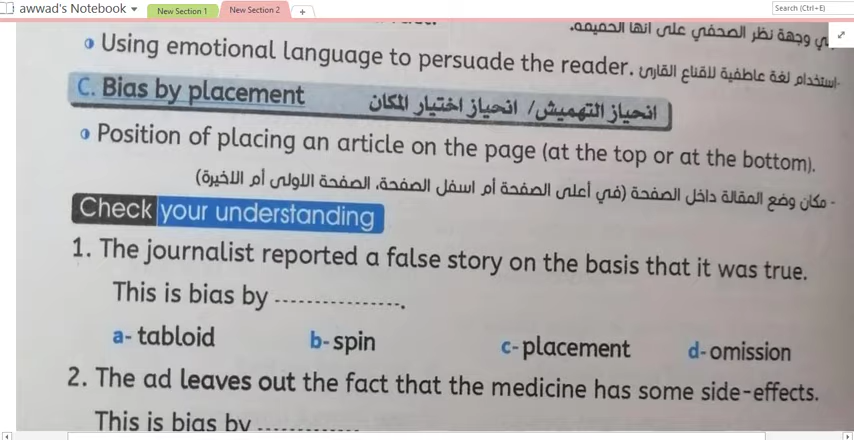 awwad's Notebook
New Section 1
New Section 2
+
Search (Ctrl+E)
وجهة نظر الصحفي على أنها الحقيقة.
Using emotional language to persuade the reader. استخدام لغة عاطفية للقناع القارئ-
C. Bias by placement انحياز التهميش/ انحياز اختيار المكان
Position of placing an article on the page (at the top or at the bottom).
- مكان وضع المقالة داخل الصفحة (في أعلى الصفحة أم اسفل الصفحة، الصفحة الاولى أم الاخيرة)
Check your understanding
1. The journalist reported a false story on the basis that it was true.
This is bias by ----------------.
a- tabloid b- spin c- placement d- omission
2. The ad leaves out the fact that the medicine has some side-effects.
This is bias by ----------------